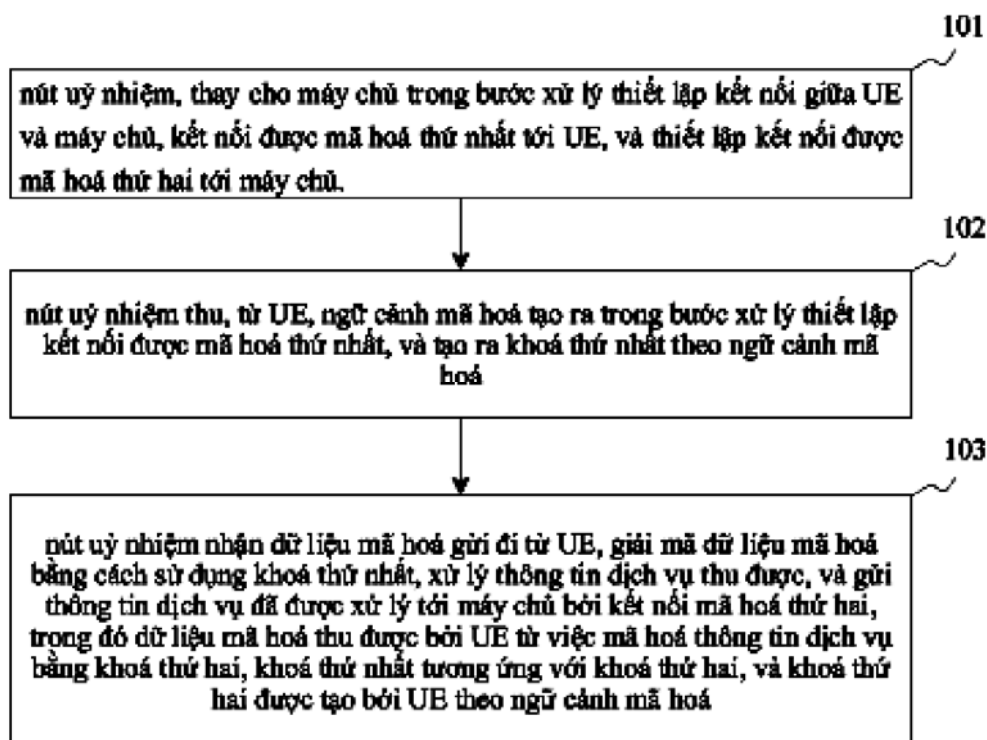 101
nút uỷ nhiệm, thay cho máy chủ trong bước xử lý thiết lập kết nối giữa UE
và máy chủ, kết nối được mã hoá thứ nhất tới UE, và thiết lập kết nối được
mã hoá thứ hai tới máy chủ.
102
nút uỷ nhiệm thu, từ UE, ngữ cảnh mã hoá tạo ra trong bước xử lý thiết lập
kết nối được mã hoá thứ nhất, và tạo ra khoá thứ nhất theo ngữ cảnh mã
hoá
103
nút uỷ nhiệm nhận dữ liệu mã hoá gửi đi từ UE, giải mã dữ liệu mã hoá
bằng cách sử dụng khoá thứ nhất, xử lý thông tin dịch vụ thu được, và gửi
thông tin dịch vụ đã được xử lý tới máy chủ bởi kết nối mã hoá thứ hai,
trong đó dữ liệu mã hoá thu được bởi UE từ việc mã hoá thông tin dịch vụ
bằng khoá thứ hai, khoá thứ nhất tương ứng với khoá thứ hai, và khoá thứ
hai được tạo bởi UE theo ngữ cảnh mã hoá